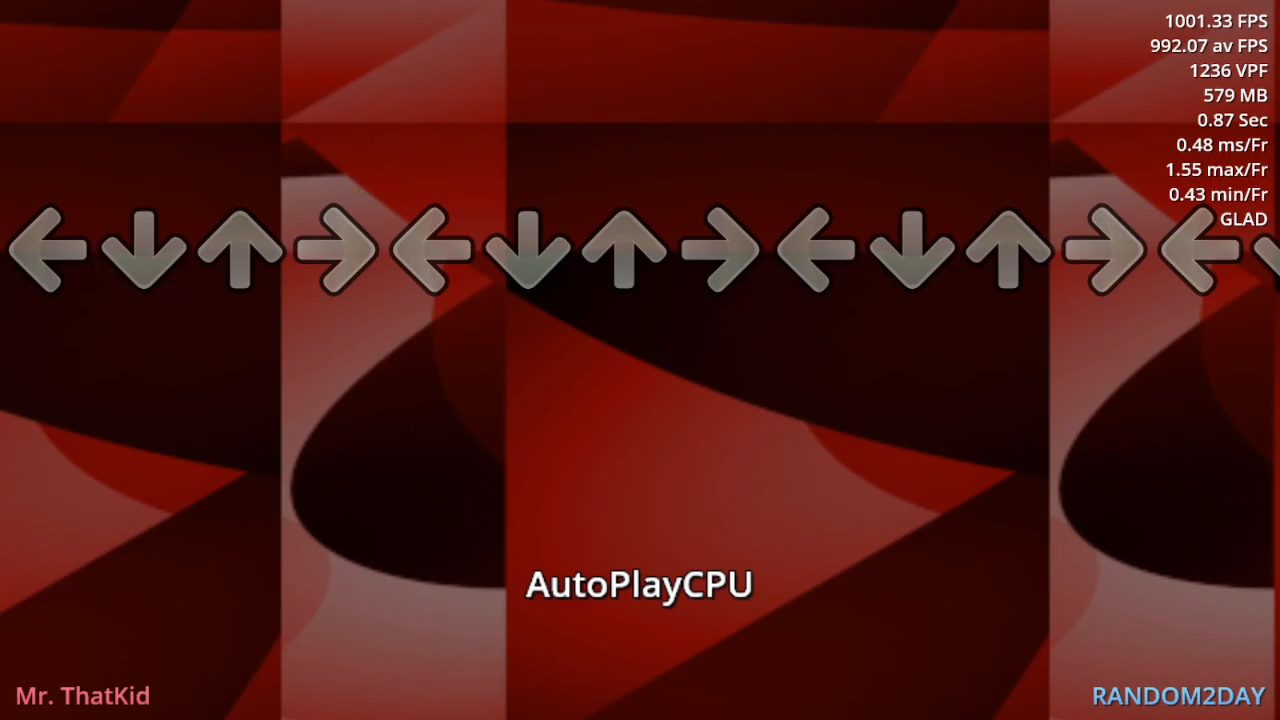 1001.33 FPS
992.07 av FPS
1236 VPF
579 MB
0.87 Sec
0.48 ms/Fr
1.55 max/Fr
0.43 min/Fr
GLAD
AutoPlayCPU
Mr. ThatKid
RANDOM2DAY